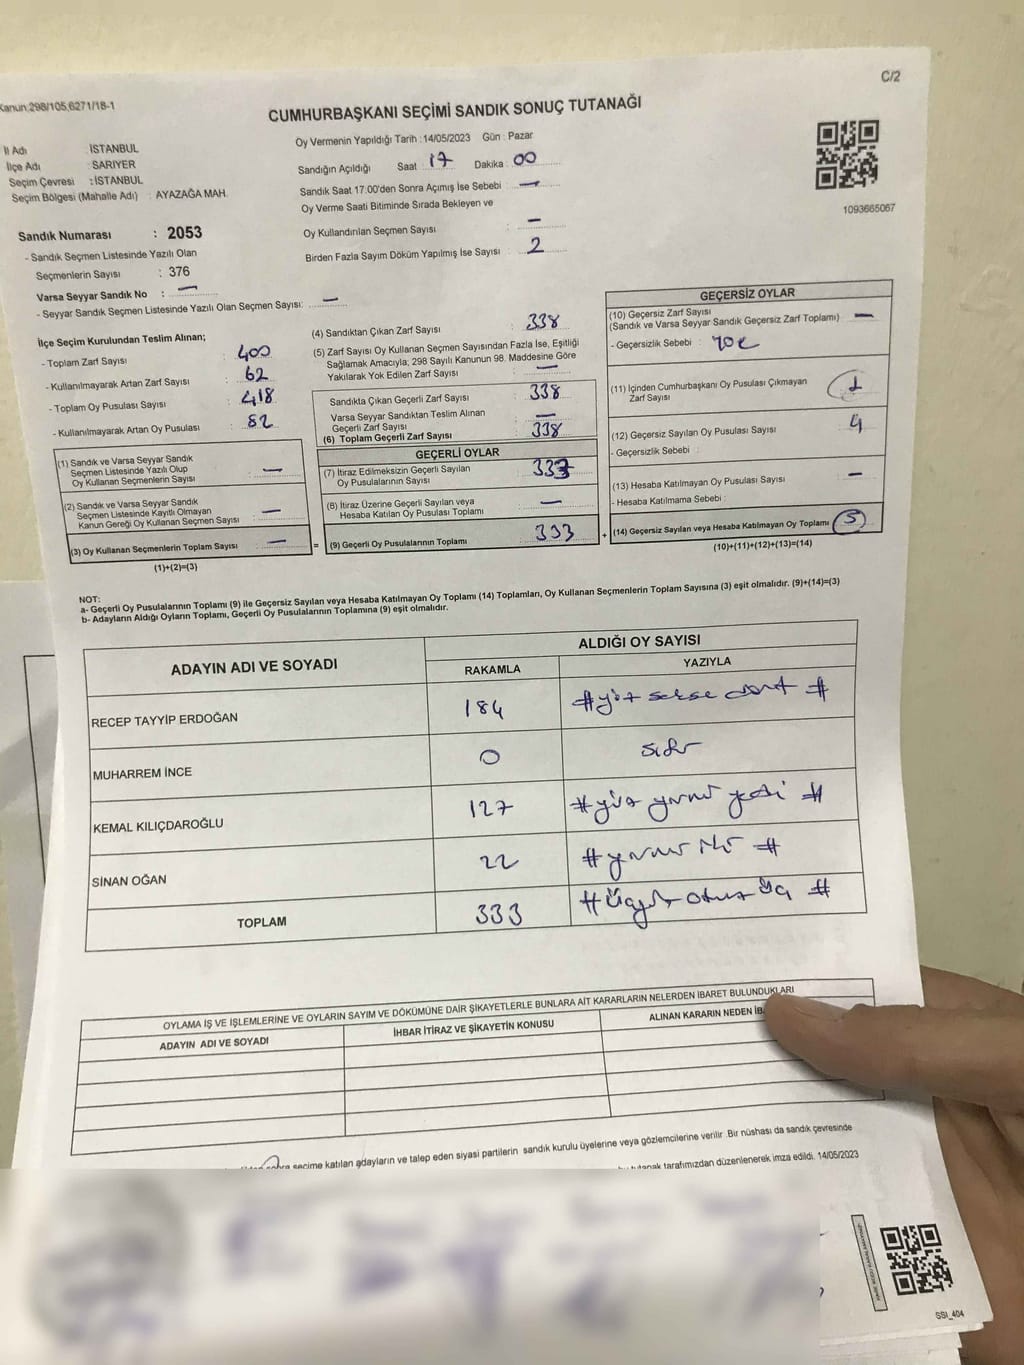 C/2
Kanun:298/105,6271/18-1
CUMHURBAŞKANI SEÇİMİ SANDIK SONUÇ TUTANAĞI
İl Adı : İSTANBUL
İlçe Adı : SARIYER
Seçim Çevresi : İSTANBUL
Seçim Bölgesi (Mahalle Adı) : AYAZAĞA MAH.
Oy Vermenin Yapıldığı Tarih : 14/05/2023 Gün : Pazar
Sandığın Açıldığı Saat 17 Dakika 00
Sandık Saat 17:00'den Sonra Açımış İse Sebebi : —
Oy Verme Saati Bitiminde Sırada Bekleyen ve
Oy Kullandırılan Seçmen Sayısı : —
Birden Fazla Sayım Döküm Yapılmış İse Sayısı : 2
1093665067
Sandık Numarası : 2053
- Sandık Seçmen Listesinde Yazılı Olan
Seçmenlerin Sayısı : 376
Varsa Seyyar Sandık No : —
- Seyyar Sandık Seçmen Listesinde Yazılı Olan Seçmen Sayısı: —
İlçe Seçim Kurulundan Teslim Alınan;
- Toplam Zarf Sayısı : 400
- Kullanılmayarak Artan Zarf Sayısı : 62
- Toplam Oy Pusulası Sayısı : 418
- Kullanılmayarak Artan Oy Pusulası : 82
(1) Sandık ve Varsa Seyyar Sandık
Seçmen Listesinde Yazılı Olup
Oy Kullanan Seçmenlerin Sayısı : —
(2) Sandık ve Varsa Seyyar Sandık
Seçmen Listesinde Kayıtlı Olmayan
Kanun Gereği Oy Kullanan Seçmen Sayısı : —
(3) Oy Kullanan Seçmenlerin Toplam Sayısı : —
(1)+(2)=(3)
(4) Sandıktan Çıkan Zarf Sayısı : 338
(5) Zarf Sayısı Oy Kullanan Seçmen Sayısından Fazla İse, Eşitliği
Sağlamak Amacıyla, 298 Sayılı Kanunun 98. Maddesine Göre
Yakılarak Yok Edilen Zarf Sayısı : —
Sandıkta Çıkan Geçerli Zarf Sayısı : 338
Varsa Seyyar Sandıktan Teslim Alınan
Geçerli Zarf Sayısı : —
(6) Toplam Geçerli Zarf Sayısı : 338
GEÇERLİ OYLAR
(7) İtiraz Edilmeksizin Geçerli Sayılan
Oy Pusulalarının Sayısı : 333
(8) İtiraz Üzerine Geçerli Sayılan veya
Hesaba Katılan Oy Pusulası Toplamı : —
= (9) Geçerli Oy Pusulalarının Toplamı : 333 +
GEÇERSİZ OYLAR
(10) Geçersiz Zarf Sayısı
(Sandık ve Varsa Seyyar Sandık Geçersiz Zarf Toplamı) : —
- Geçersizlik Sebebi :
(11) İçinden Cumhurbaşkanı Oy Pusulası Çıkmayan
Zarf Sayısı : 1
(12) Geçersiz Sayılan Oy Pusulası Sayısı : 4
- Geçersizlik Sebebi :
(13) Hesaba Katılmayan Oy Pusulası Sayısı : —
- Hesaba Katılmama Sebebi :
(14) Geçersiz Sayılan veya Hesaba Katılmayan Oy Toplamı : 5
(10)+(11)+(12)+(13)=(14)
NOT:
a- Geçerli Oy Pusulalarının Toplamı (9) ile Geçersiz Sayılan veya Hesaba Katılmayan Oy Toplamı (14) Toplamları, Oy Kullanan Seçmenlerin Toplam Sayısına (3) eşit olmalıdır. (9)+(14)=(3)
b- Adayların Aldığı Oyların Toplamı, Geçerli Oy Pusulalarının Toplamına (9) eşit olmalıdır.
ADAYIN ADI VE SOYADI
ALDIĞI OY SAYISI
RAKAMLA YAZIYLA
RECEP TAYYİP ERDOĞAN 184 #yüz sekse dört #
MUHARREM İNCE 0 sıfır
KEMAL KILIÇDAROĞLU 127 #yüz yirmi yedi #
SİNAN OĞAN 22 #yirmi iki #
TOPLAM 333 #üçyüz otuz üç #
OYLAMA İŞ VE İŞLEMLERİNE VE OYLARIN SAYIM VE DÖKÜMÜNE DAİR ŞİKAYETLERLE BUNLARA AİT KARARLARIN NELERDEN İBARET BULUNDUKLARI
ADAYIN ADI VE SOYADI İHBAR İTİRAZ VE ŞİKAYETİN KONUSU ALINAN KARARIN NEDEN
seçime katılan adayların ve talep eden siyasi partilerin sandık kurulu üyelerine veya gözlemcilerine verilir. Bir nüshası da sandık çevresinde
tutanak tarafımızdan düzenlenerek imza edildi. 14/05/2023
SSI_404